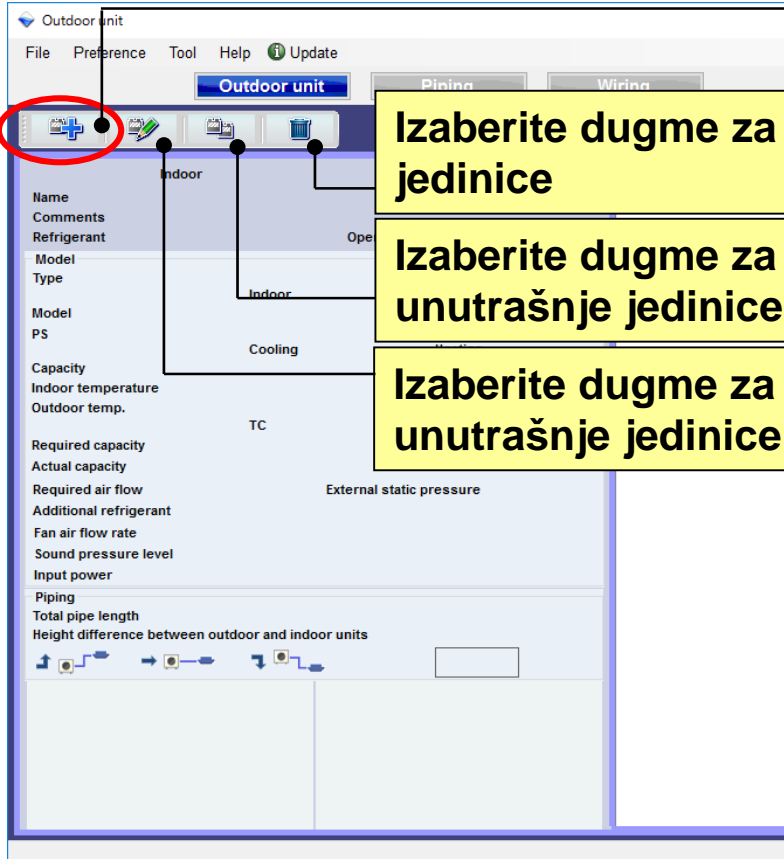 Outdoor unit
File Preference Tool Help Update
Outdoor unit Piping Wiring
Izaberite dugme za
jedinice
Indoor
Name
Comments
Refrigerant
Izaberite dugme za
unutrašnje jedinice
Model
Type
Indoor
Model
PS
Cooling
Izaberite dugme za
unutrašnje jedinice
Capacity
Indoor temperature
Outdoor temp.
TC
Required capacity
Actual capacity
Required air flow External static pressure
Additional refrigerant
Fan air flow rate
Sound pressure level
Input power
Piping
Total pipe length
Height difference between outdoor and indoor units